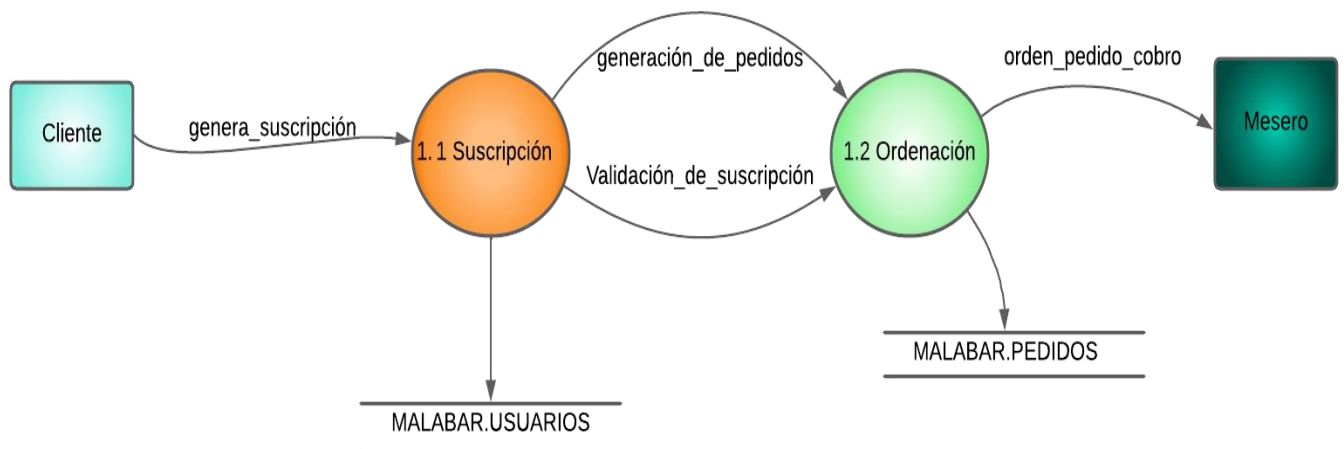 generación_de_pedidos
orden_pedido_cobro
Cliente
genera_suscripción
1.1 Suscripción
Validación_de_suscripción
1.2 Ordenación
Mesero
MALABAR.PEDIDOS
MALABAR.USUARIOS